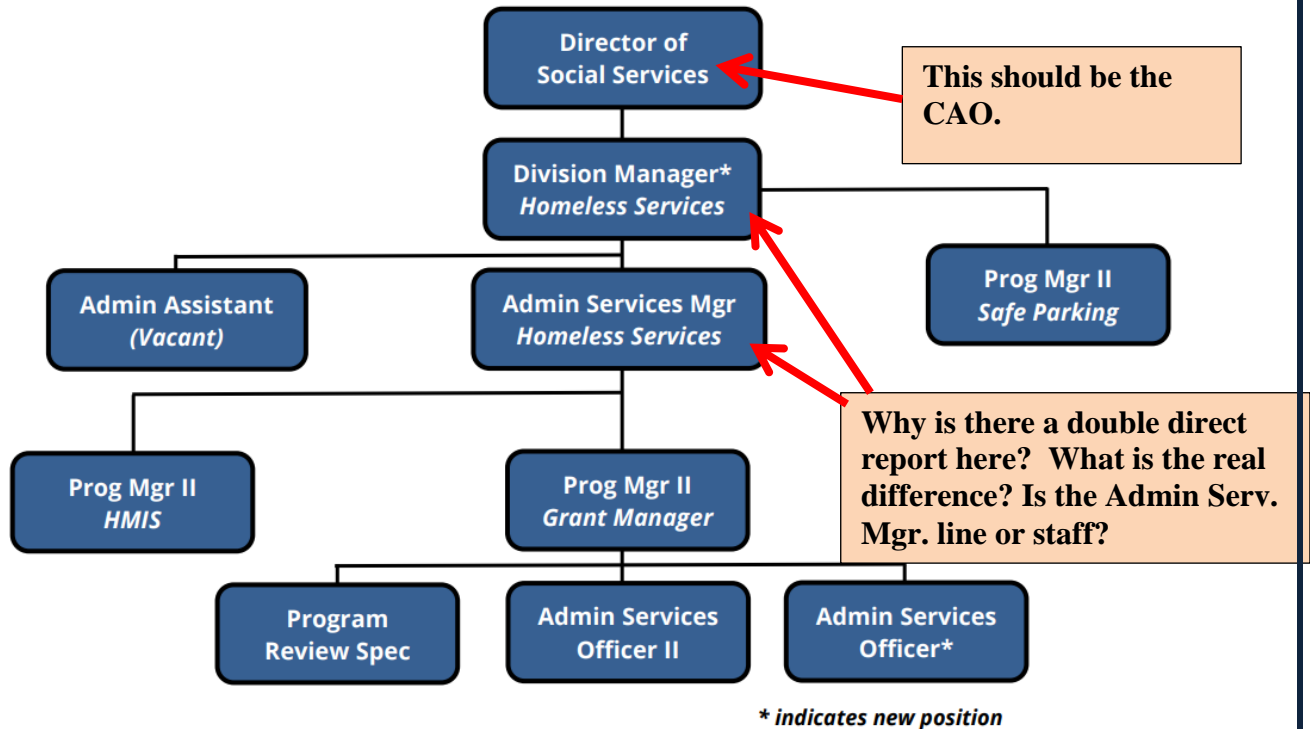 Director of
Social Services
This should be the
CAO.
Division Manager*
Homeless Services
Admin Assistant
(Vacant)
Admin Services Mgr
Homeless Services
Prog Mgr II
Safe Parking
Why is there a double direct
report here?  What is the real
difference? Is the Admin Serv.
Mgr. line or staff?
Prog Mgr II
HMIS
Prog Mgr II
Grant Manager
Program
Review Spec
Admin Services
Officer II
Admin Services
Officer*
* indicates new position